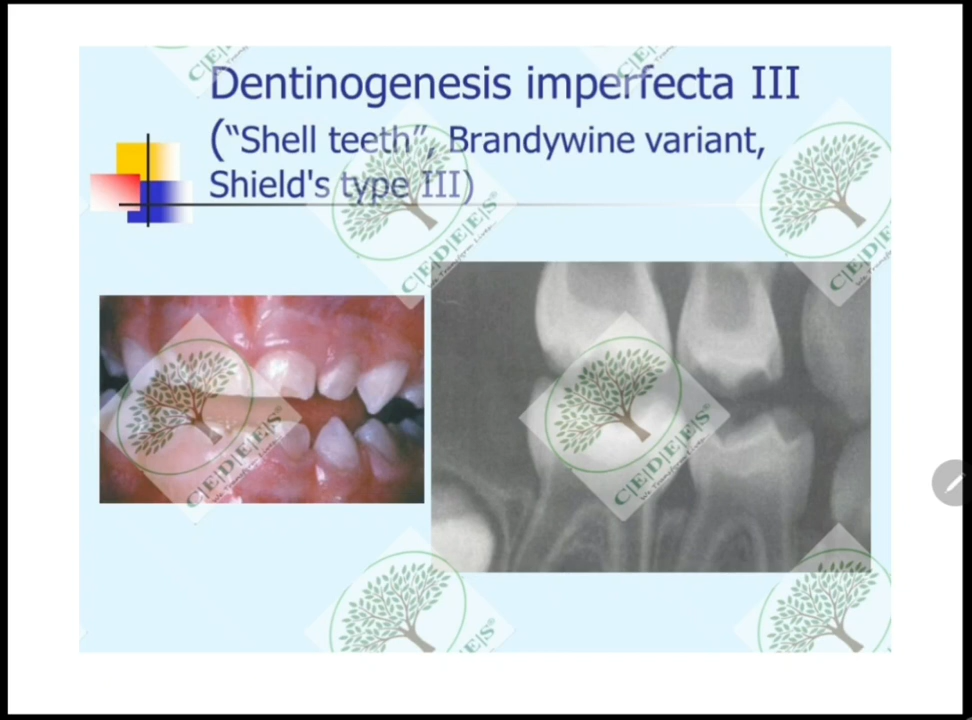 Dentinogenesis imperfecta III
("Shell teeth", Brandywine variant,
Shield's type III)
C|E|D|E|E|S®
C|E|D|E|E|S®
C|E|D|E|E|S®